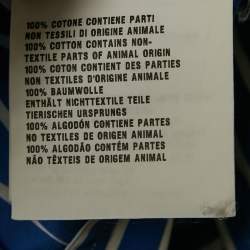 100% COTONE CONTIENE PARTI
NON TESSILI DI ORIGINE ANIMALE
100% COTTON CONTAINS NON-
TEXTILE PARTS OF ANIMAL ORIGIN
100% COTON CONTIENT DES PARTIES
NON TEXTILES D'ORIGINE ANIMALE
100% BAUMWOLLE
ENTHÄLT NICHTTEXTILE TEILE
TIERISCHEN URSPRUNGS
100% ALGODÓN CONTIENE PARTES
NO TEXTILES DE ORIGEN ANIMAL
100% ALGODÃO CONTÉM PARTES
NÃO TÊXTEIS DE ORIGEM ANIMAL